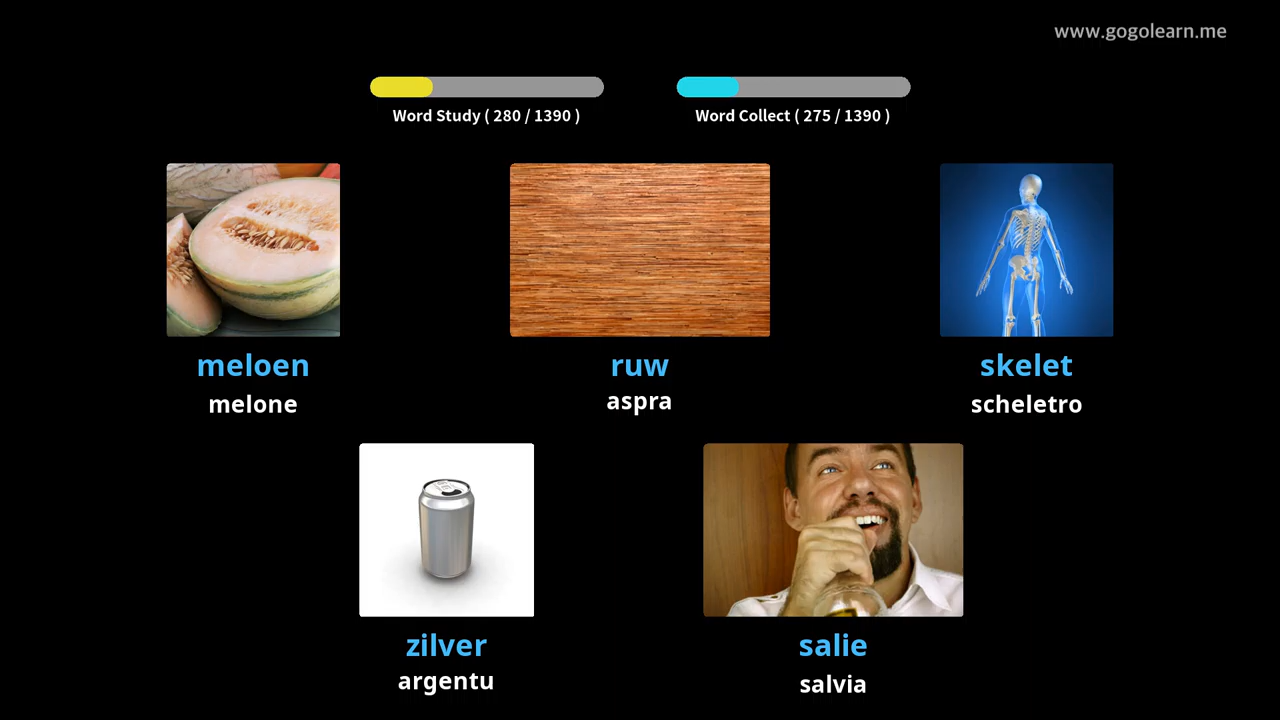 www.gogolearn.me
Word Study ( 280 / 1390 )
Word Collect ( 275 / 1390 )
meloen
melone
ruw
aspra
skelet
scheletro
zilver
argentu
salie
salvia